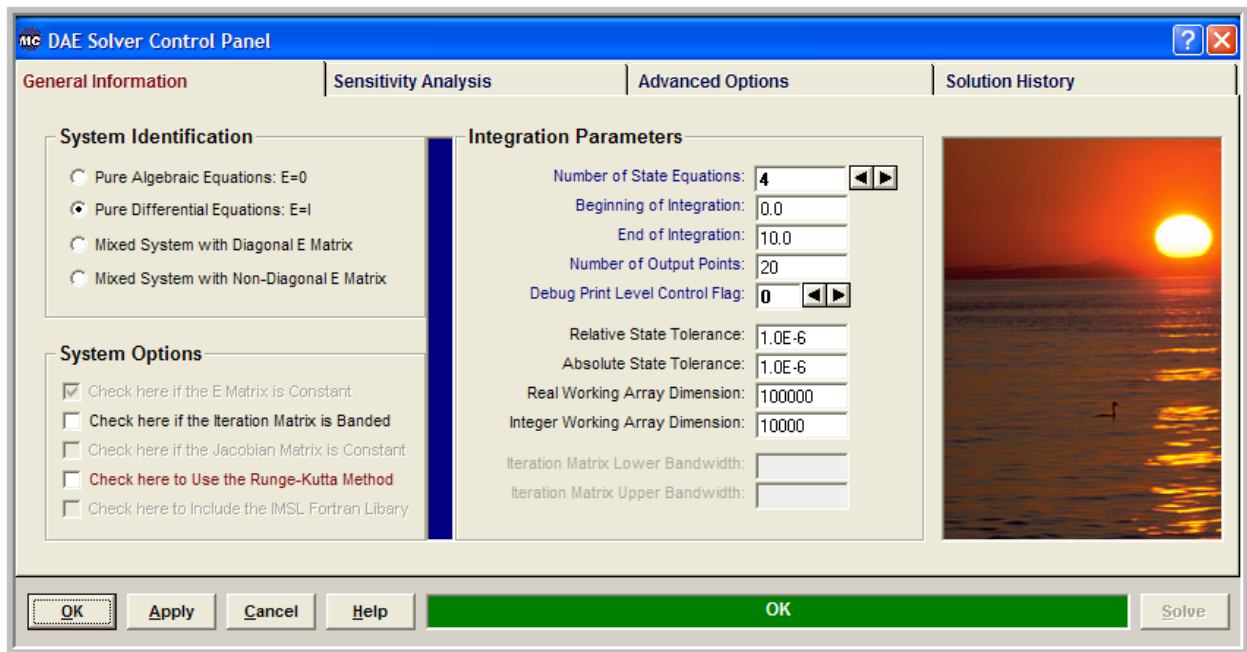 MC DAE Solver Control Panel
General Information
Sensitivity Analysis
Advanced Options
Solution History
System Identification
Pure Algebraic Equations: E=0
Pure Differential Equations: E=I
Mixed System with Diagonal E Matrix
Mixed System with Non-Diagonal E Matrix
System Options
Check here if the E Matrix is Constant
Check here if the Iteration Matrix is Banded
Check here if the Jacobian Matrix is Constant
Check here to Use the Runge-Kutta Method
Check here to Include the IMSL Fortran Libary
Integration Parameters
Number of State Equations: 4
Beginning of Integration: 0.0
End of Integration: 10.0
Number of Output Points: 20
Debug Print Level Control Flag: 0
Relative State Tolerance: 1.0E-6
Absolute State Tolerance: 1.0E-6
Real Working Array Dimension: 100000
Integer Working Array Dimension: 10000
Iteration Matrix Lower Bandwidth:
Iteration Matrix Upper Bandwidth:
OK Apply Cancel Help OK Solve